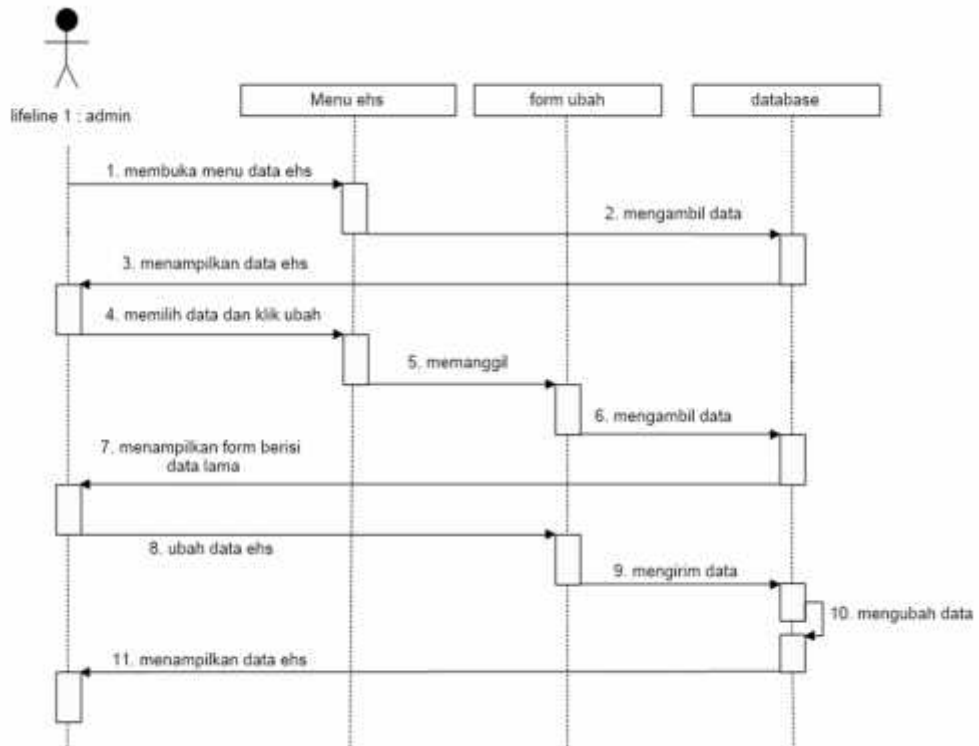 Menu ehs
form ubah
database
lifeline 1 : admin
1. membuka menu data ehs
2. mengambil data
3. menampilkan data ehs
4. memilih data dan klik ubah
5. memanggil
6. mengambil data
7. menampilkan form berisi
data lama
8. ubah data ehs
9. mengirim data
10. mengubah data
11. menampilkan data ehs